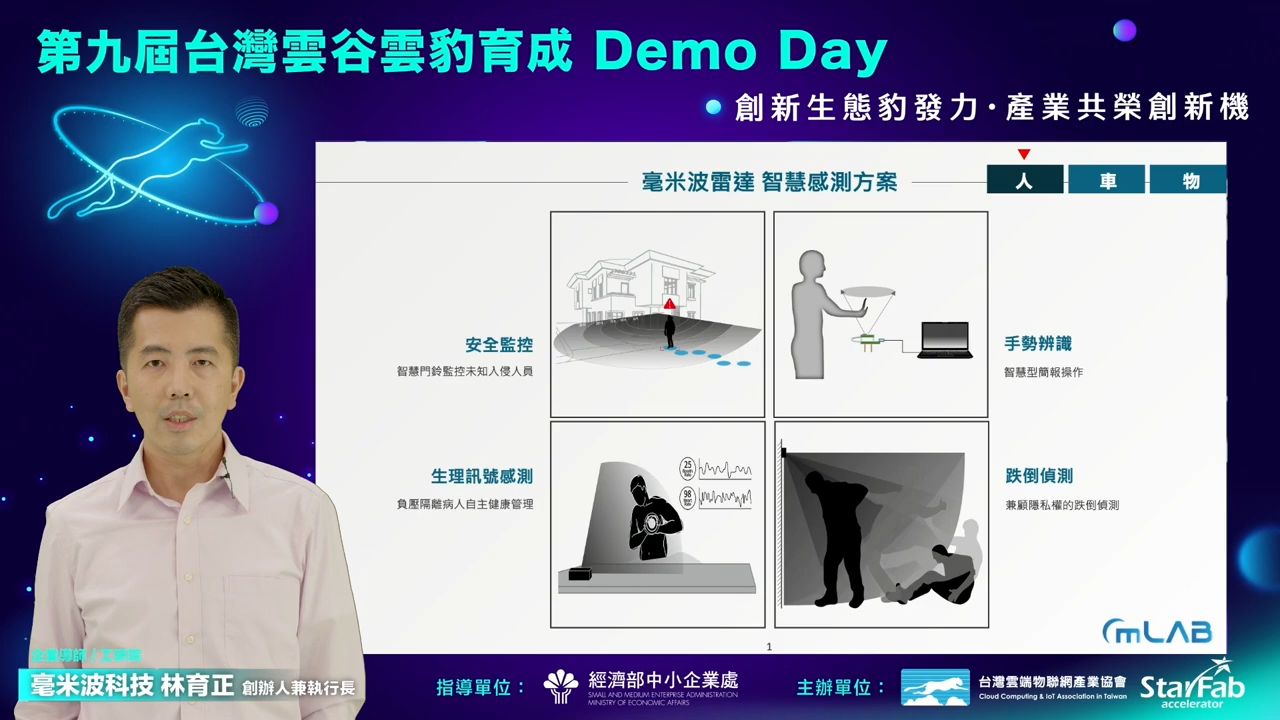 第九屆台灣雲谷雲豹育成 Demo Day
創新生態豹發力·產業共榮創新機
毫米波雷達 智慧感測方案
人
車
物
安全監控
智慧門鈴監控未知入侵人員
手勢辨識
智慧型簡報操作
生理訊號感測
負壓隔離病人自主健康管理
25
98
跌倒偵測
兼顧隱私權的跌倒偵測
mLAB
1
毫米波科技 林育正 創辦人兼執行長
指導單位：
經濟部中小企業處
SMALL AND MEDIUM ENTERPRISE ADMINISTRATION
MINISTRY OF ECONOMIC AFFAIRS
主辦單位：
台灣雲端物聯網產業協會
Cloud Computing & IoT Association in Taiwan
StarFab
accelerator